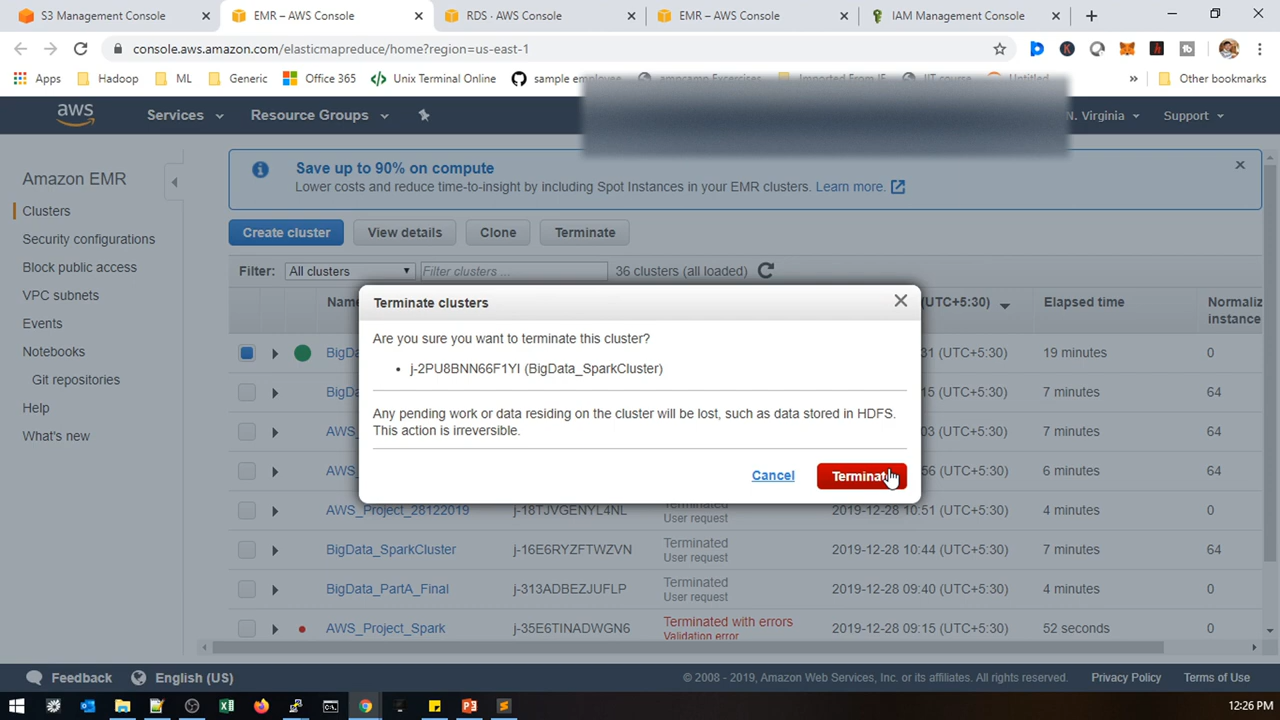 S3 Management Console
EMR – AWS Console
RDS · AWS Console
EMR – AWS Console
IAM Management Console
console.aws.amazon.com/elasticmapreduce/home?region=us-east-1
Apps
Hadoop
ML
Generic
Office 365
Unix Terminal Online
sample employee
Other bookmarks
aws
Services
Resource Groups
N. Virginia
Support
Amazon EMR
Clusters
Security configurations
Block public access
VPC subnets
Events
Notebooks
Git repositories
Help
What's new
Save up to 90% on compute
Lower costs and reduce time-to-insight by including Spot Instances in your EMR clusters. Learn more.
Create cluster
View details
Clone
Terminate
Filter: All clusters Filter clusters ... 36 clusters (all loaded)
(UTC+5:30) Elapsed time
(UTC+5:30) 19 minutes 0
(UTC+5:30) 7 minutes 64
(UTC+5:30) 7 minutes 64
(UTC+5:30) 6 minutes 64
Terminate clusters
Are you sure you want to terminate this cluster?
• j-2PU8BNN66F1YI (BigData_SparkCluster)
Any pending work or data residing on the cluster will be lost, such as data stored in HDFS.
This action is irreversible.
Cancel
AWS_Project_28122019 j-18TJVGENYL4NL Terminated 2019-12-28 10:51 (UTC+5:30) 4 minutes 0
User request
BigData_SparkCluster j-16E6RYZFTWZVN Terminated 2019-12-28 10:44 (UTC+5:30) 7 minutes 64
User request
BigData_PartA_Final j-313ADBEZJUFLP Terminated 2019-12-28 09:40 (UTC+5:30) 4 minutes 0
User request
AWS_Project_Spark j-35E6TINADWGN6 Terminated with errors 2019-12-28 09:15 (UTC+5:30) 52 seconds 0
Validation error
Feedback
English (US)
© 2008 - 2019, Amazon Web Services, Inc. or its affiliates. All rights reserved.
Privacy Policy
Terms of Use
12:26 PM